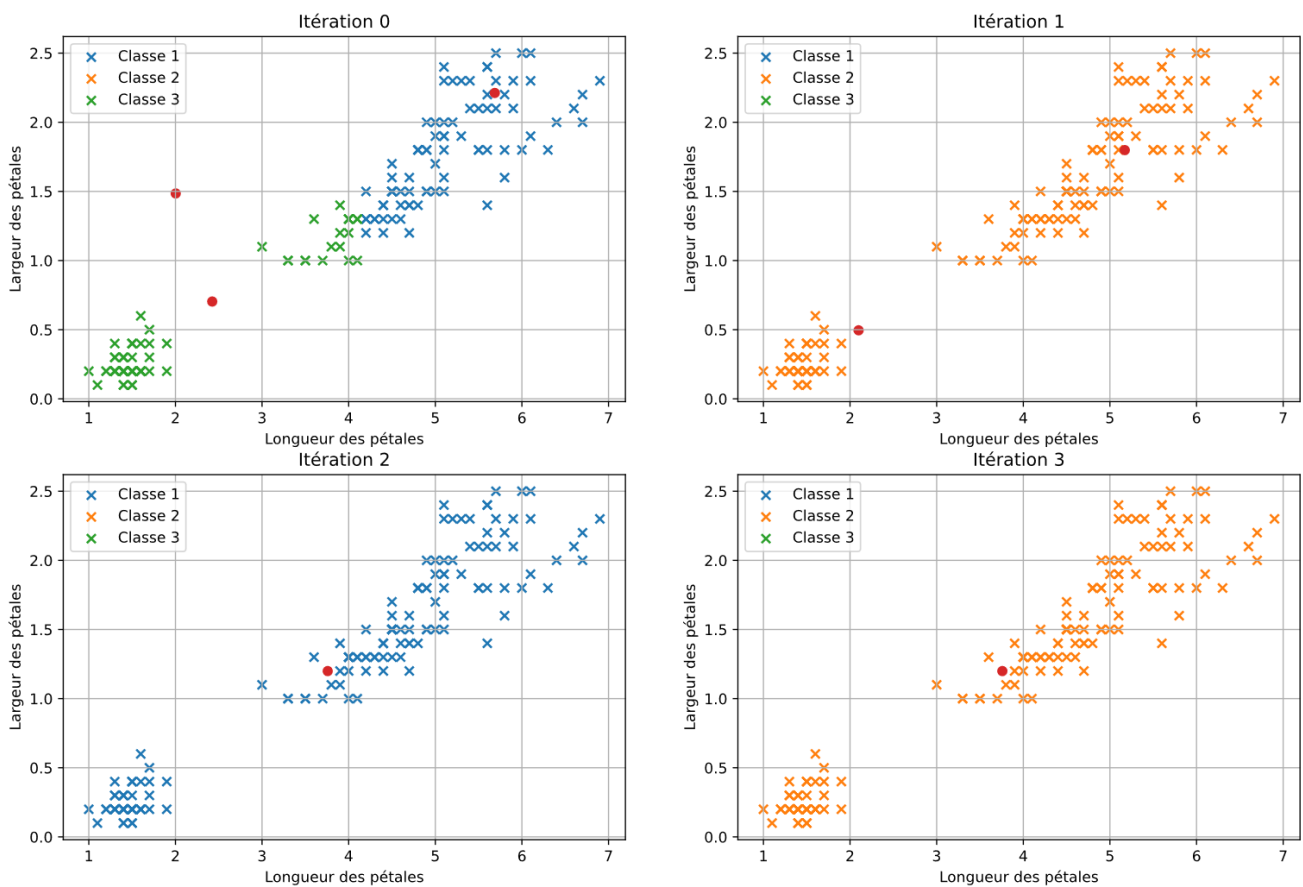 Itération 0
Classe 1
Classe 2
Classe 3
Largeur des pétales
2.5
2.0
1.5
1.0
0.5
0.0
1 2 3 4 5 6 7
Longueur des pétales
Itération 1
Classe 1
Classe 2
Classe 3
Largeur des pétales
2.5
2.0
1.5
1.0
0.5
0.0
1 2 3 4 5 6 7
Longueur des pétales
Itération 2
Classe 1
Classe 2
Classe 3
Largeur des pétales
2.5
2.0
1.5
1.0
0.5
0.0
1 2 3 4 5 6 7
Longueur des pétales
Itération 3
Classe 1
Classe 2
Classe 3
Largeur des pétales
2.5
2.0
1.5
1.0
0.5
0.0
1 2 3 4 5 6 7
Longueur des pétales